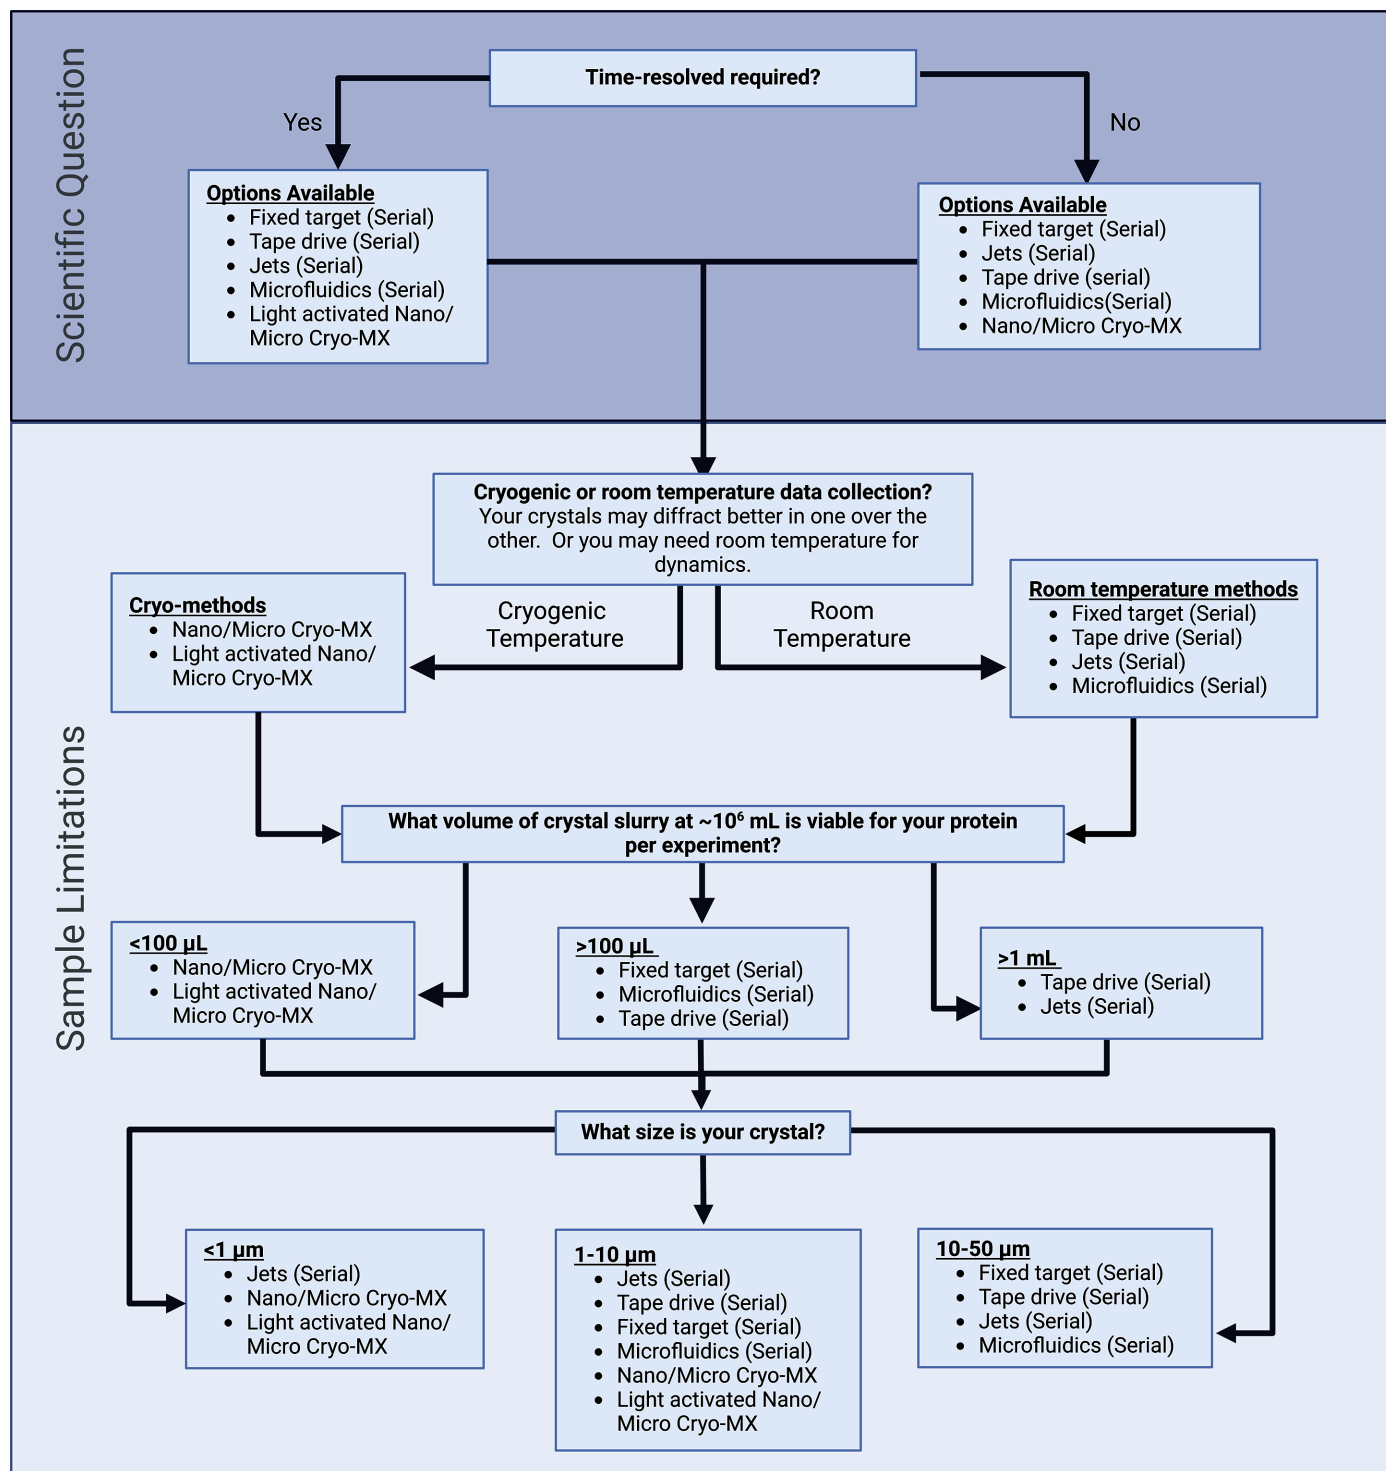 Scientific Question
Time-resolved required?
Yes
No
Options Available
• Fixed target (Serial)
• Tape drive (Serial)
• Jets (Serial)
• Microfluidics (Serial)
• Light activated Nano/
Micro Cryo-MX
Options Available
• Fixed target (Serial)
• Jets (Serial)
• Tape drive (serial)
• Microfluidics(Serial)
• Nano/Micro Cryo-MX
Sample Limitations
Cryogenic or room temperature data collection?
Your crystals may diffract better in one over the
other. Or you may need room temperature for
dynamics.
Cryogenic
Temperature
Room
Temperature
Cryo-methods
• Nano/Micro Cryo-MX
• Light activated Nano/
Micro Cryo-MX
Room temperature methods
• Fixed target (Serial)
• Tape drive (Serial)
• Jets (Serial)
• Microfluidics (Serial)
What volume of crystal slurry at ~10⁶ mL is viable for your protein
per experiment?
<100 µL
• Nano/Micro Cryo-MX
• Light activated Nano/
Micro Cryo-MX
>100 µL
• Fixed target (Serial)
• Microfluidics (Serial)
• Tape drive (Serial)
>1 mL
• Tape drive (Serial)
• Jets (Serial)
What size is your crystal?
<1 µm
• Jets (Serial)
• Nano/Micro Cryo-MX
• Light activated Nano/
Micro Cryo-MX
1-10 µm
• Jets (Serial)
• Tape drive (Serial)
• Fixed target (Serial)
• Microfluidics (Serial)
• Nano/Micro Cryo-MX
• Light activated Nano/
Micro Cryo-MX
10-50 µm
• Fixed target (Serial)
• Tape drive (Serial)
• Jets (Serial)
• Microfluidics (Serial)